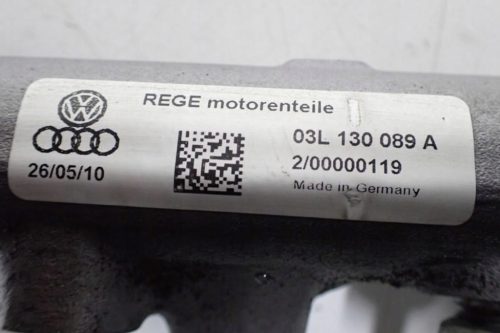 REGE motorenteile
03L 130 089 A
26/05/10
2/00000119
Made in Germany